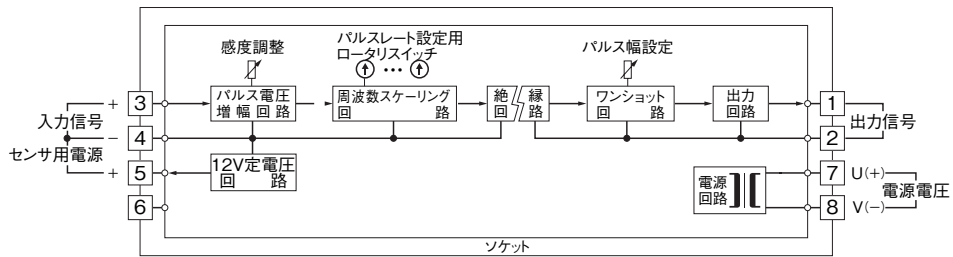 感度調整
パルスレート設定用
ロータリスイッチ
…
パルス幅設定
+
3
パルス電圧
増幅回路
周波数スケーリング
回路
絶縁
回路
ワンショット
回路
出力
回路
1
入力信号
出力信号
−
4
2
センサ用電源
+
5
12V定電圧
回路
電源
回路
7
U(+)
電源電圧
6
8
V(−)
ソケット